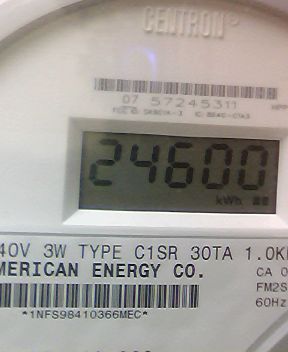 CENTRON®
07 57245311
24600
kWh
40V 3W TYPE C1SR 30TA 1.0K
MERICAN ENERGY CO.
CA 0
FM2S
60Hz
*1NFS98410366MEC*